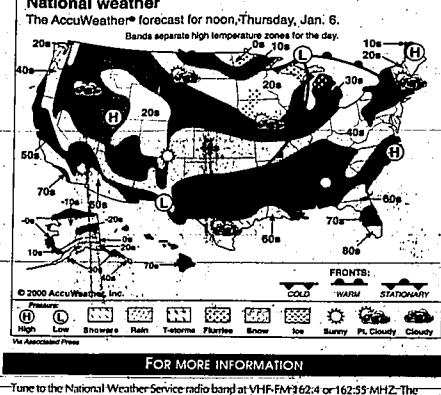 National weather
The AccuWeather® forecast for noon, Thursday, Jan. 6.
Bands separate high temperature zones for the day.
20s
0s
10s
L
10s
H
20s
40s
20s
30s
H
20s
40s
H
50s
70s
60s
L
-10s
-0s
-20s
0s
10s
20s
30s
40s
70s
60s
60s
70s
80s
FRONTS:
COLD
WARM
STATIONARY
© 2000 AccuWeather, Inc.
Pressure:
H
L
High
Low
Showers
Rain
T-storms
Flurries
Snow
Ice
Sunny
Pt. Cloudy
Cloudy
Via Associated Press
FOR MORE INFORMATION
Tune to the National Weather Service radio band at VHF-FM 162.4 or 162.55 MHZ. The